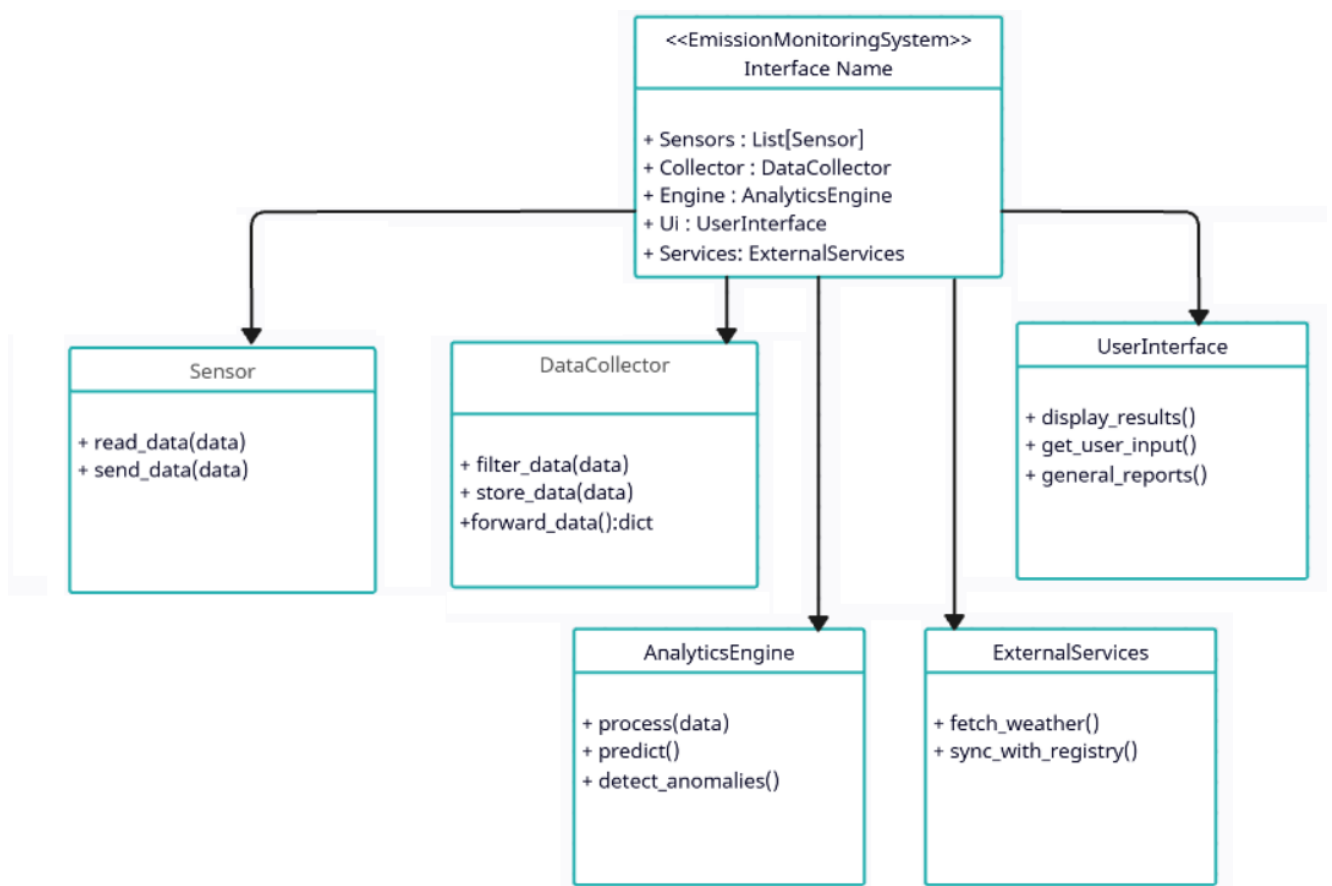 <<EmissionMonitoringSystem>>
Interface Name
+ Sensors : List[Sensor]
+ Collector : DataCollector
+ Engine : AnalyticsEngine
+ Ui : UserInterface
+ Services: ExternalServices
Sensor
+ read_data(data)
+ send_data(data)
DataCollector
+ filter_data(data)
+ store_data(data)
+forward_data():dict
UserInterface
+ display_results()
+ get_user_input()
+ general_reports()
AnalyticsEngine
+ process(data)
+ predict()
+ detect_anomalies()
ExternalServices
+ fetch_weather()
+ sync_with_registry()